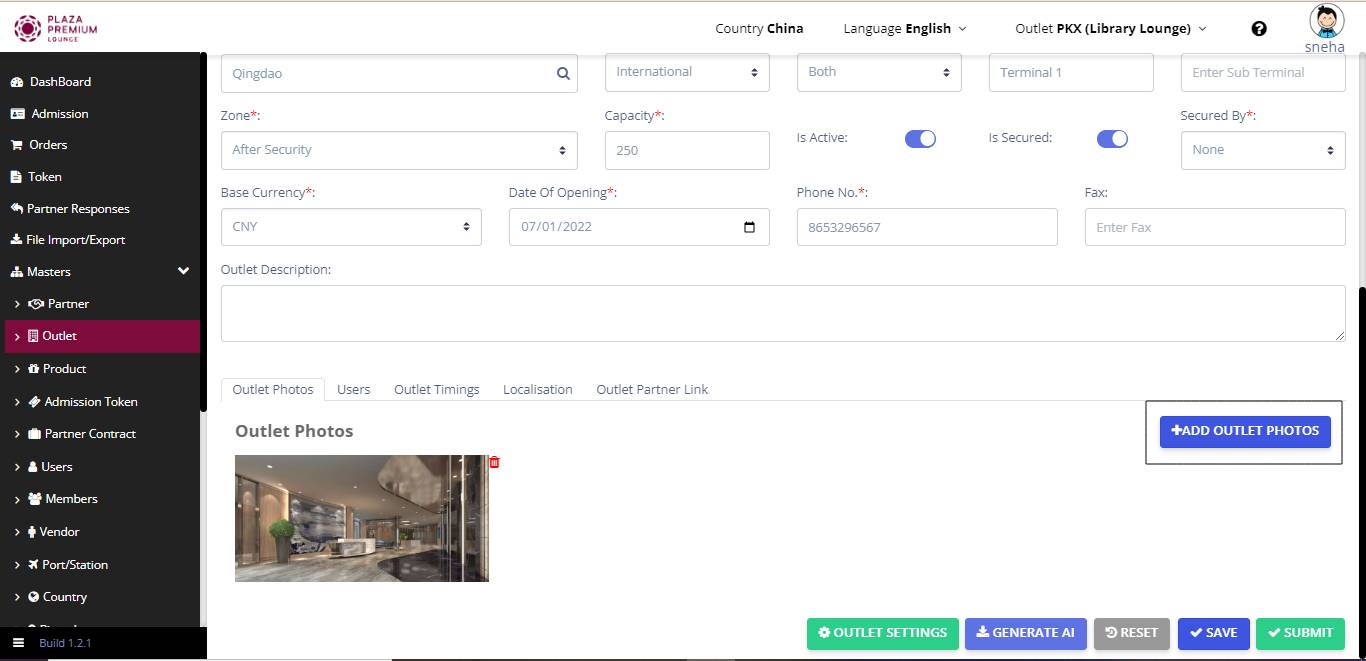 PLAZA
PREMIUM
LOUNGE
Country China
Language English
Outlet PKX (Library Lounge)
sneha
DashBoard
Admission
Orders
Token
Partner Responses
File Import/Export
Masters
Partner
Outlet
Product
Admission Token
Partner Contract
Users
Members
Vendor
Port/Station
Country
Build 1.2.1
Qingdao
International
Both
Terminal 1
Enter Sub Terminal
Zone*:
Capacity*:
Is Active:
Is Secured:
Secured By*:
After Security
250
None
Base Currency*:
Date Of Opening*:
Phone No.*:
Fax:
CNY
07/01/2022
8653296567
Enter Fax
Outlet Description:
Outlet Photos
Users
Outlet Timings
Localisation
Outlet Partner Link
Outlet Photos
+ADD OUTLET PHOTOS
OUTLET SETTINGS
GENERATE AI
RESET
SAVE
SUBMIT